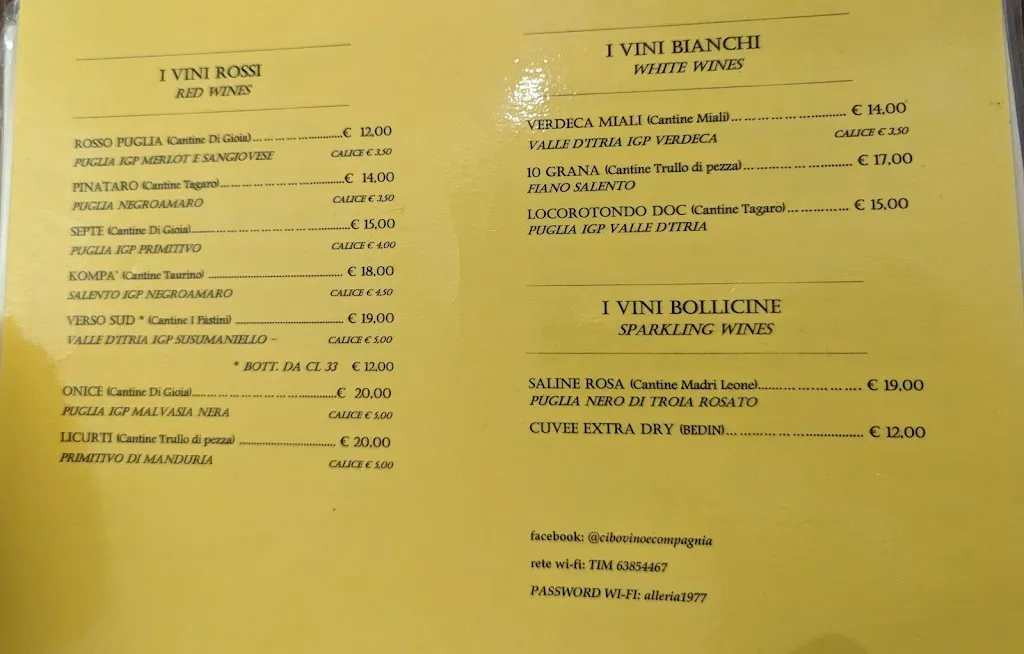 I VINI ROSSI
RED WINES
ROSSO PUGLIA (Cantine Di Gioia)..........................€ 12,00
PUGLIA IGP MERLOT E SANGIOVESE CALICE € 3,50
PINATARO (Cantine Tagaro)..........................€ 14,00
PUGLIA NEGROAMARO CALICE € 3,50
SEPTE (Cantine Di Gioia)..........................€ 15,00
PUGLIA IGP PRIMITIVO CALICE € 4,00
KOMPA' (Cantine Taurino) ..........................€ 18,00
SALENTO IGP NEGROAMARO CALICE € 4,50
VERSO SUD * (Cantine I Pàstini) ..........................€ 19,00
VALLE D'ITRIA IGP SUSUMANIELLO – CALICE € 5,00
* BOTT. DA CL 33 € 12,00
ONICE (Cantine Di Gioia)..........................€ 20,00
PUGLIA IGP MALVASIA NERA CALICE € 5,00
LICURTI (Cantine Trullo di pezza) ..........................€ 20,00
PRIMITIVO DI MANDURIA CALICE € 5,00
I VINI BIANCHI
WHITE WINES
VERDECA MIALI (Cantine Miali)..........................€ 14,00
VALLE D'ITRIA IGP VERDECA CALICE € 3,50
10 GRANA (Cantine Trullo di pezza)..........................€ 17,00
FIANO SALENTO
LOCOROTONDO DOC (Cantine Tagaro)..........................€ 15,00
PUGLIA IGP VALLE D'ITRIA
I VINI BOLLICINE
SPARKLING WINES
SALINE ROSA (Cantine Madri Leone)..........................€ 19,00
PUGLIA NERO DI TROIA ROSATO
CUVEE EXTRA DRY (BEDIN)..........................€ 12,00
facebook: @cibovinoecompagnia
rete wi-fi: TIM 63854467
PASSWORD WI-FI: alleria1977